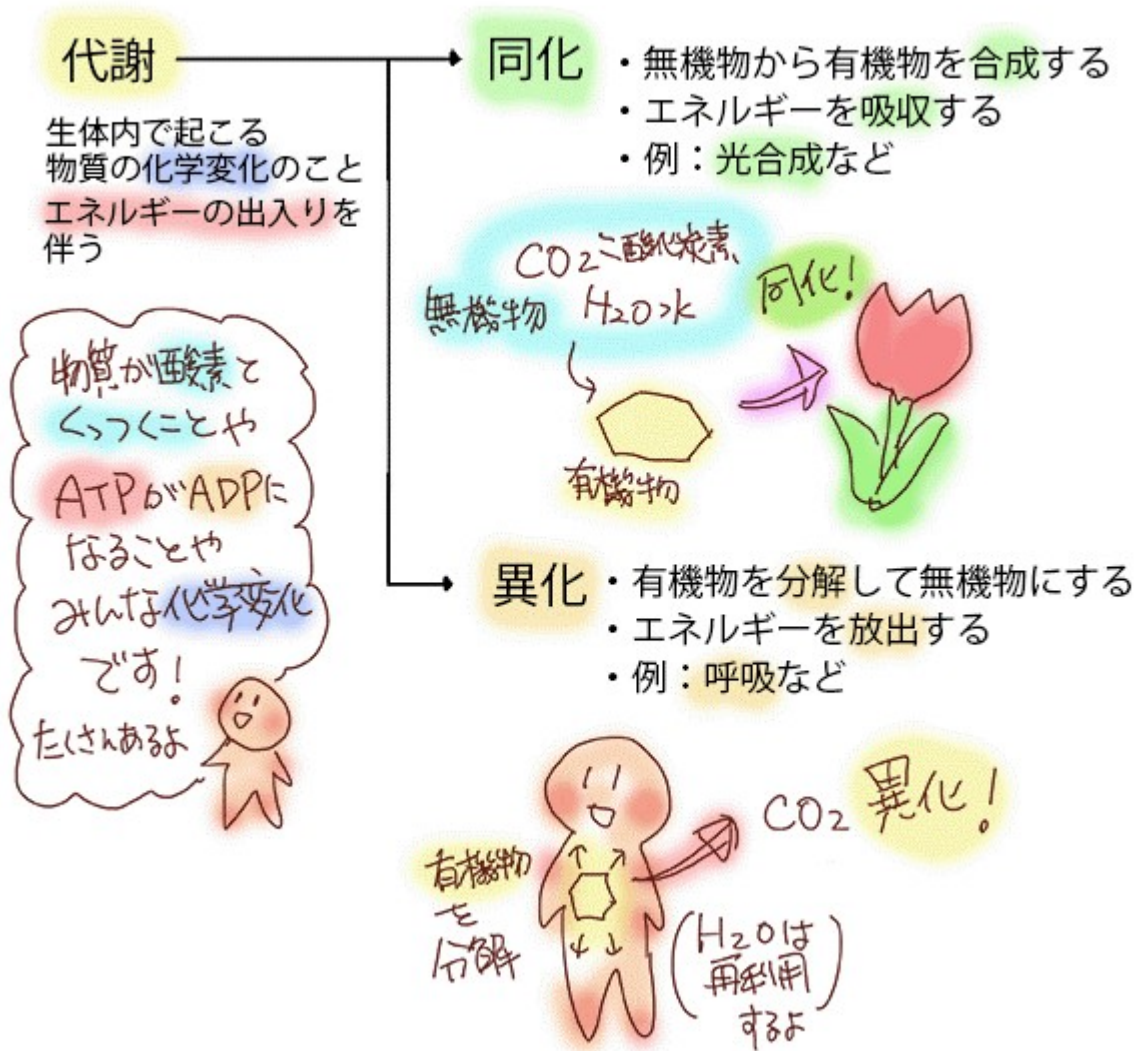 代謝
生体内で起こる
物質の化学変化のこと
エネルギーの出入りを
伴う
同化
・無機物から有機物を合成する
・エネルギーを吸収する
・例：光合成など
CO2 二酸化炭素
H2O 水
無機物
同化！
有機物
物質が酸素と
くっつくことや
ATPがADPに
なることや
みんな化学変化
です！
たくさんあるよ
異化
・有機物を分解して無機物にする
・エネルギーを放出する
・例：呼吸など
CO2
異化！
有機物
を
分解
(H2Oは
再利用
するよ)